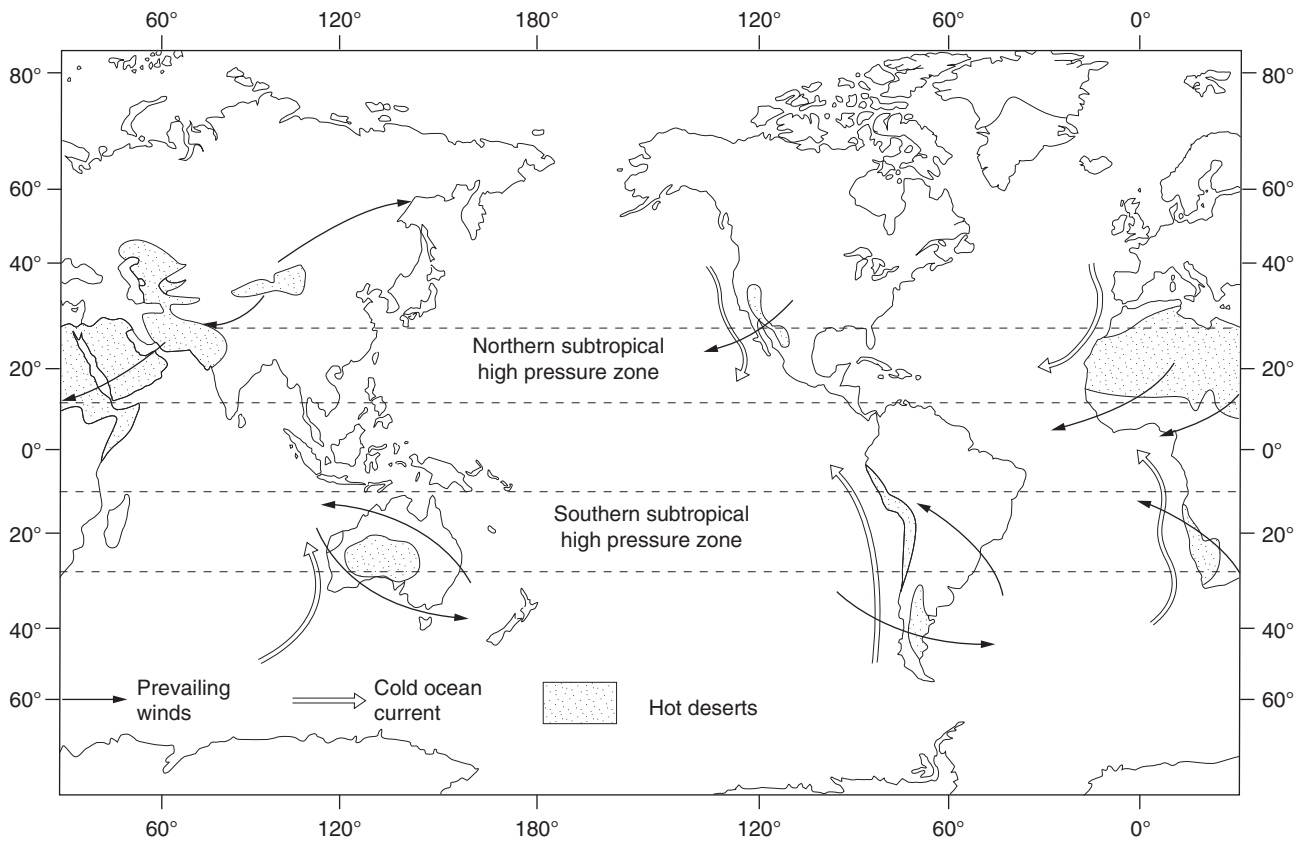 60° 120° 180° 120° 60° 0°
80° 80°
60° 60°
40° 40°
Northern subtropical
high pressure zone
20° 20°
0° 0°
Southern subtropical
high pressure zone
20° 20°
40° 40°
60° 60°
Prevailing
winds
Cold ocean
current
Hot deserts
60° 120° 180° 120° 60° 0°